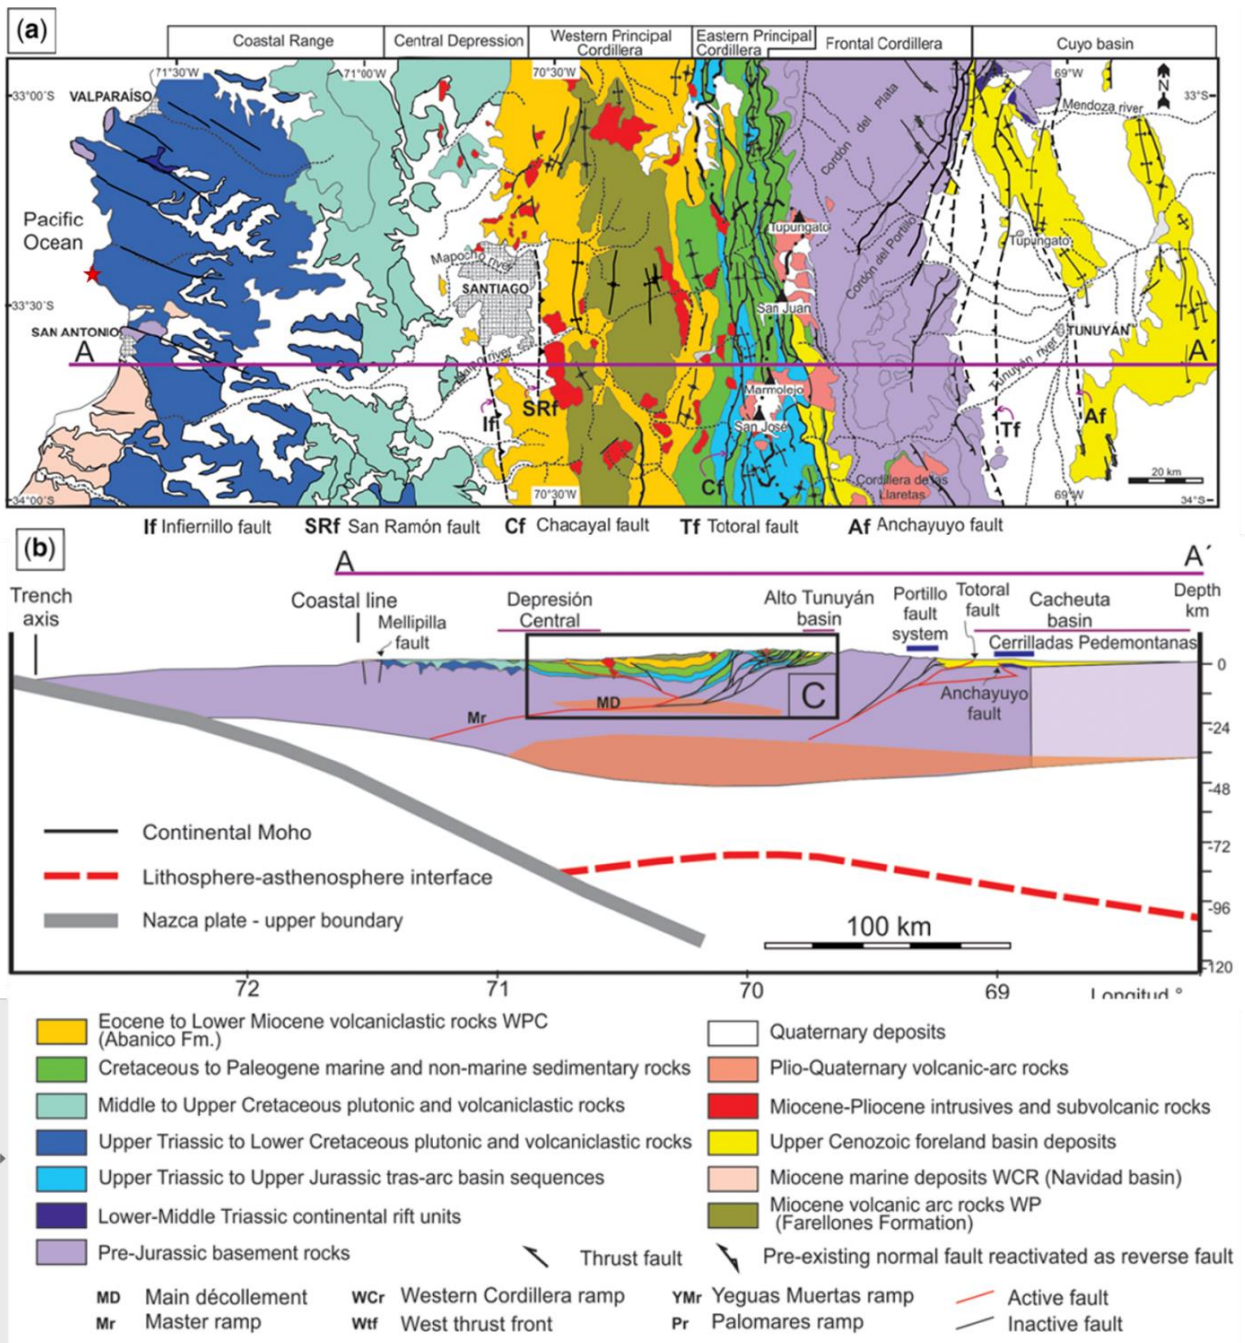 (a)
Coastal Range
Central Depression
Western Principal
Cordillera
Eastern Principal
Cordillera
Frontal Cordillera
Cuyo basin
71°30'W
71°00'W
70°30'W
69°W
N
33°00´S
33°S
VALPARAÍSO
Mendoza river
Cordón del Plata
Pacific
Ocean
Tupungato
Tupungato
Mapocho river
Cordón del Portillo
SANTIAGO
33°30'S
San Juán
SAN ANTONIO
TUNUYÁN
A
A´
river
Tunuyán river
Marmolejo
SRf
If
San José
Tf
Af
Cf
Cordillera de las
Llaretas
20 km
34°00'S
70°30'W
69°W
34°S
If Infiernillo fault
SRf San Ramón fault
Cf Chacayal fault
Tf Totoral fault
Af Anchayuyo fault
(b)
A
A´
Trench
axis
Coastal line
Mellipilla
fault
Depresión
Central
Alto Tunuyán
basin
Portillo
fault
system
Totoral
fault
Cacheuta
basin
Cerrilladas Pedemontanas
Depth
km
0
C
MD
Mr
Anchayuyo
fault
-24
-48
-72
-96
-120
Continental Moho
Lithosphere-asthenosphere interface
Nazca plate - upper boundary
100 km
72
71
70
69
Longitud °
Eocene to Lower Miocene volcaniclastic rocks WPC
(Abanico Fm.)
Cretaceous to Paleogene marine and non-marine sedimentary rocks
Middle to Upper Cretaceous plutonic and volcaniclastic rocks
Upper Triassic to Lower Cretaceous plutonic and volcaniclastic rocks
Upper Triassic to Upper Jurassic tras-arc basin sequences
Lower-Middle Triassic continental rift units
Pre-Jurassic basement rocks
Quaternary deposits
Plio-Quaternary volcanic-arc rocks
Miocene-Pliocene intrusives and subvolcanic rocks
Upper Cenozoic foreland basin deposits
Miocene marine deposits WCR (Navidad basin)
Miocene volcanic arc rocks WP
(Farellones Formation)
Thrust fault
Pre-existing normal fault reactivated as reverse fault
MD Main décollement
WCr Western Cordillera ramp
YMr Yeguas Muertas ramp
Active fault
Mr Master ramp
Wtf West thrust front
Pr Palomares ramp
Inactive fault